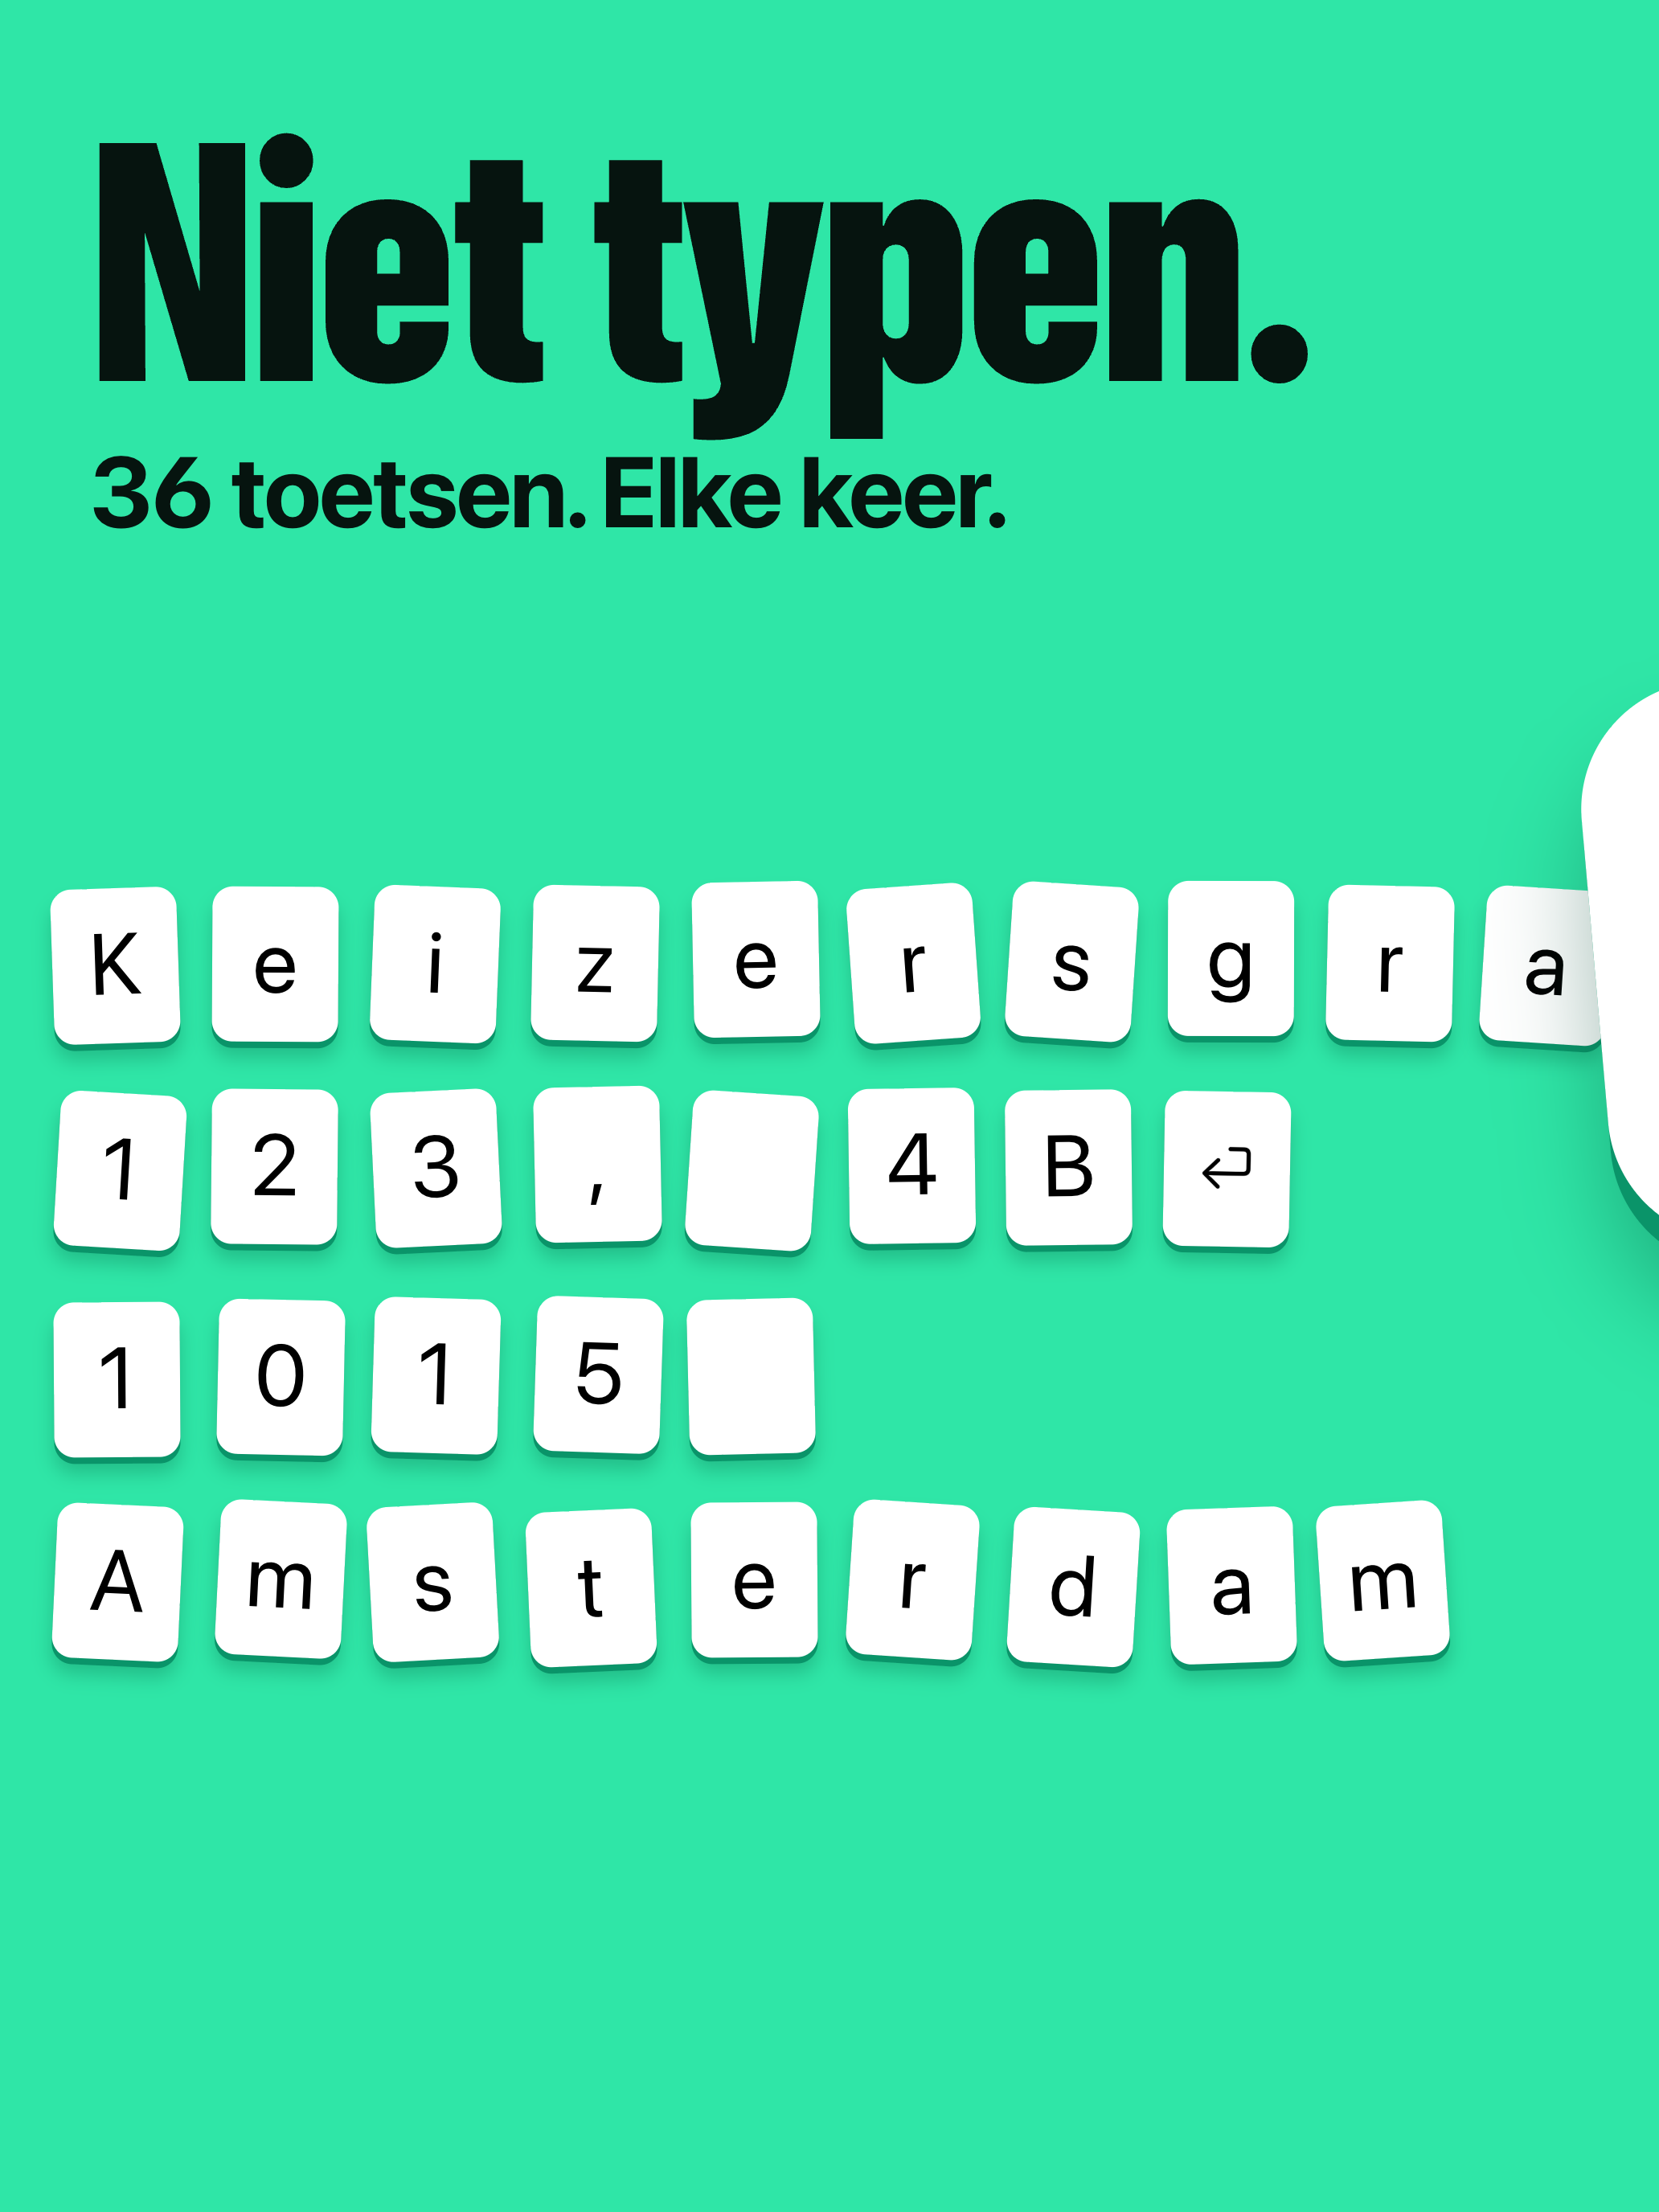 Niet typen.
36 toetsen. Elke keer.
K e i z e r s g r a
1 2 3 , 4 B ↵
1 0 1 5
A m s t e r d a m